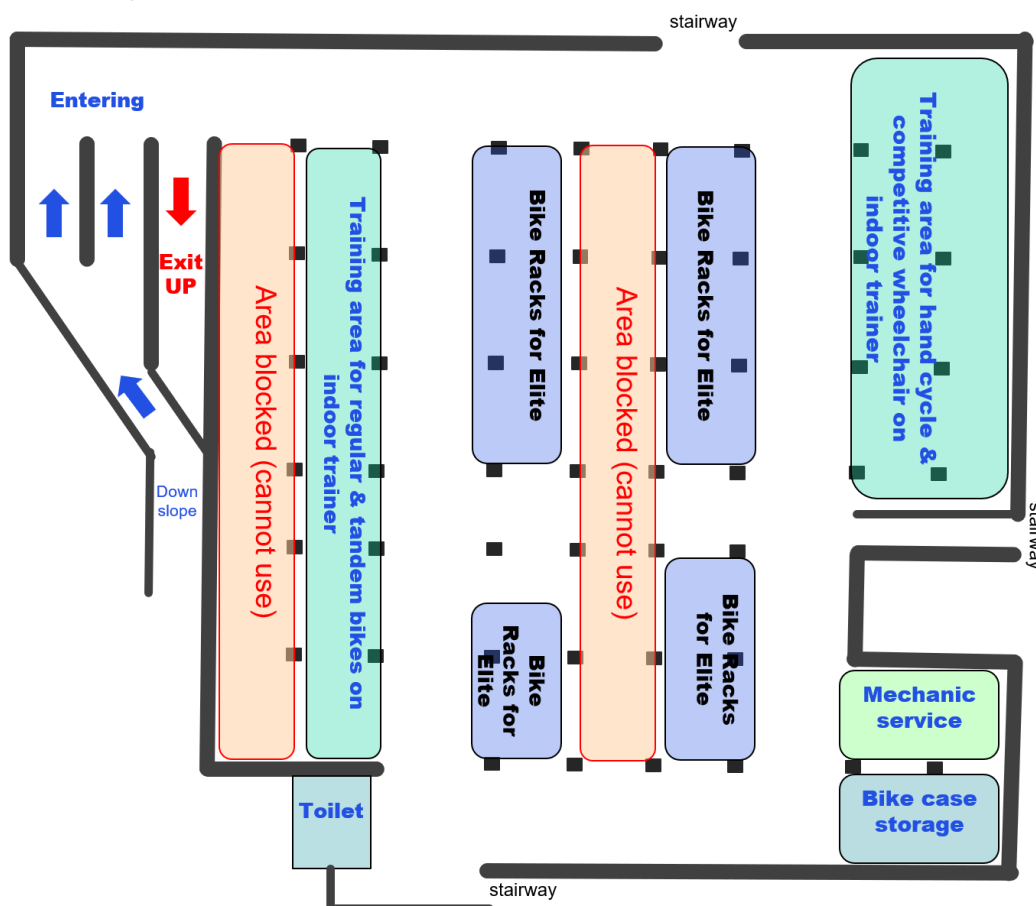 stairway
Entering
Exit
UP
Down
slope
Area blocked (cannot use)
Training area for regular & tandem bikes on
indoor trainer
Bike Racks for Elite
Area blocked (cannot use)
Bike Racks for Elite
Training area for hand cycle &
competitive wheelchair on
indoor trainer
stairway
Bike
Racks for
Elite
Bike Racks
for Elite
Mechanic
service
Bike case
storage
Toilet
stairway